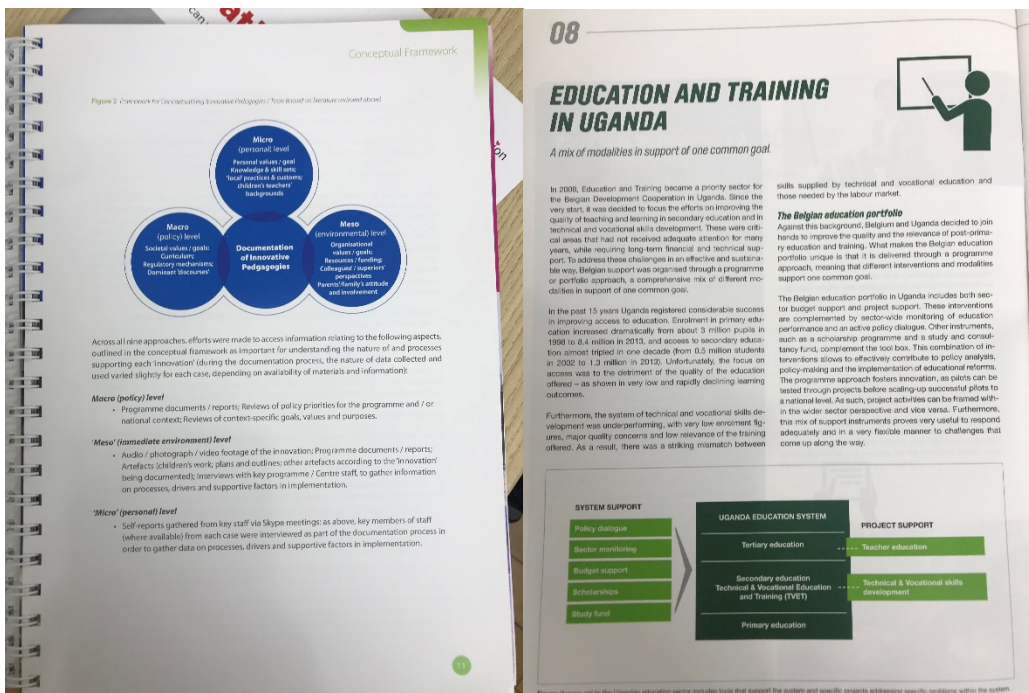 can
Conceptual Framework
Figure 2 Framework for Conceptualising Innovative Pedagogies / Tools (based on literature reviewed above)
Micro
(personal) level
Personal values / goal
Knowledge & skill sets;
'local' practices & customs;
children's teachers'
backgrounds
Macro
(policy) level
Societal values / goals:
Curriculum;
Regulatory mechanisms;
Dominant 'discourses'
Documentation
of Innovative
Pedgagogies
Meso
(environmental) level
Organisational
values / goals:
Resources / funding;
Colleagues' / superiors'
perspectives
Parents'/family's attitude
and involvement
on
Across all nine approaches, efforts were made to access information relating to the following aspects,
outlined in the conceptual framework as important for understanding the nature of and processes
supporting each 'innovation' (during the documentation process, the nature of data collected and
used varied slightly for each case, depending on availability of materials and information):
Macro (policy) level
• Programme documents / reports; Reviews of policy priorities for the programme and / or
national context; Reviews of context-specific goals, values and purposes.
'Meso' (immediate environment) level
• Audio / photograph / video footage of the innovation; Programme documents / reports;
Artefacts (children's work; plans and outlines; other artefacts according to the 'innovation'
being documented); Interviews with key programme / Centre staff, to gather information
on processes, drivers and supportive factors in implementation.
'Micro' (personal) level
• Self-reports gathered from key staff via Skype meetings: as above, key members of staff
(where available) from each case were interviewed as part of the documentation process in
order to gather data on processes, drivers and supportive factors in implementation.
11
08
EDUCATION AND TRAINING
IN UGANDA
A mix of modalities in support of one common goal.
In 2008, Education and Training became a priority sector for
the Belgian Development Cooperation in Uganda. Since the
very start, it was decided to focus the efforts on improving the
quality of teaching and learning in secondary education and in
technical and vocational skills development. These were criti-
cal areas that had not received adequate attention for many
years, while requiring long-term financial and technical sup-
port. To address these challenges in an effective and sustaina-
ble way, Belgian support was organised through a programme
or portfolio approach, a comprehensive mix of different mo-
dalities in support of one common goal.
In the past 15 years Uganda registered considerable success
in improving access to education. Enrolment in primary edu-
cation increased dramatically from about 3 million pupils in
1998 to 8.4 million in 2013, and access to secondary educa-
tion almost tripled in one decade (from 0.5 million students
in 2002 to 1.3 million in 2013). Unfortunately, the focus on
access was to the detriment of the quality of the education
offered – as shown in very low and rapidly declining learning
outcomes.
Furthermore, the system of technical and vocational skills de-
velopment was underperforming, with very low enrolment fig-
ures, major quality concerns and low relevance of the training
offered. As a result, there was a striking mismatch between
skills supplied by technical and vocational education and
those needed by the labour market.
The Belgian education portfolio
Against this background, Belgium and Uganda decided to join
hands to improve the quality and the relevance of post-prima-
ry education and training. What makes the Belgian education
portfolio unique is that it is delivered through a programme
approach, meaning that different interventions and modalities
support one common goal.
The Belgian education portfolio in Uganda includes both sec-
tor budget support and project support. These interventions
are complemented by sector-wide monitoring of education
performance and an active policy dialogue. Other instruments,
such as a scholarship programme and a study and consul-
tancy fund, complement the tool box. This combination of in-
terventions allows to effectively contribute to policy analysis,
policy-making and the implementation of educational reforms.
The programme approach fosters innovation, as pilots can be
tested through projects before scaling-up successful pilots to
a national level. As such, project activities can be framed with-
in the wider sector perspective and vice versa. Furthermore,
this mix of support instruments proves very useful to respond
adequately and in a very flexible manner to challenges that
come up along the way.
SYSTEM SUPPORT
Policy dialogue
Sector monitoring
Budget support
Scholarships
Study fund
UGANDA EDUCATION SYSTEM
Tertiary education
Secondary education
Technical & Vocational Education
and Training (TVET)
Primary education
PROJECT SUPPORT
Teacher education
Technical & Vocational skills
development